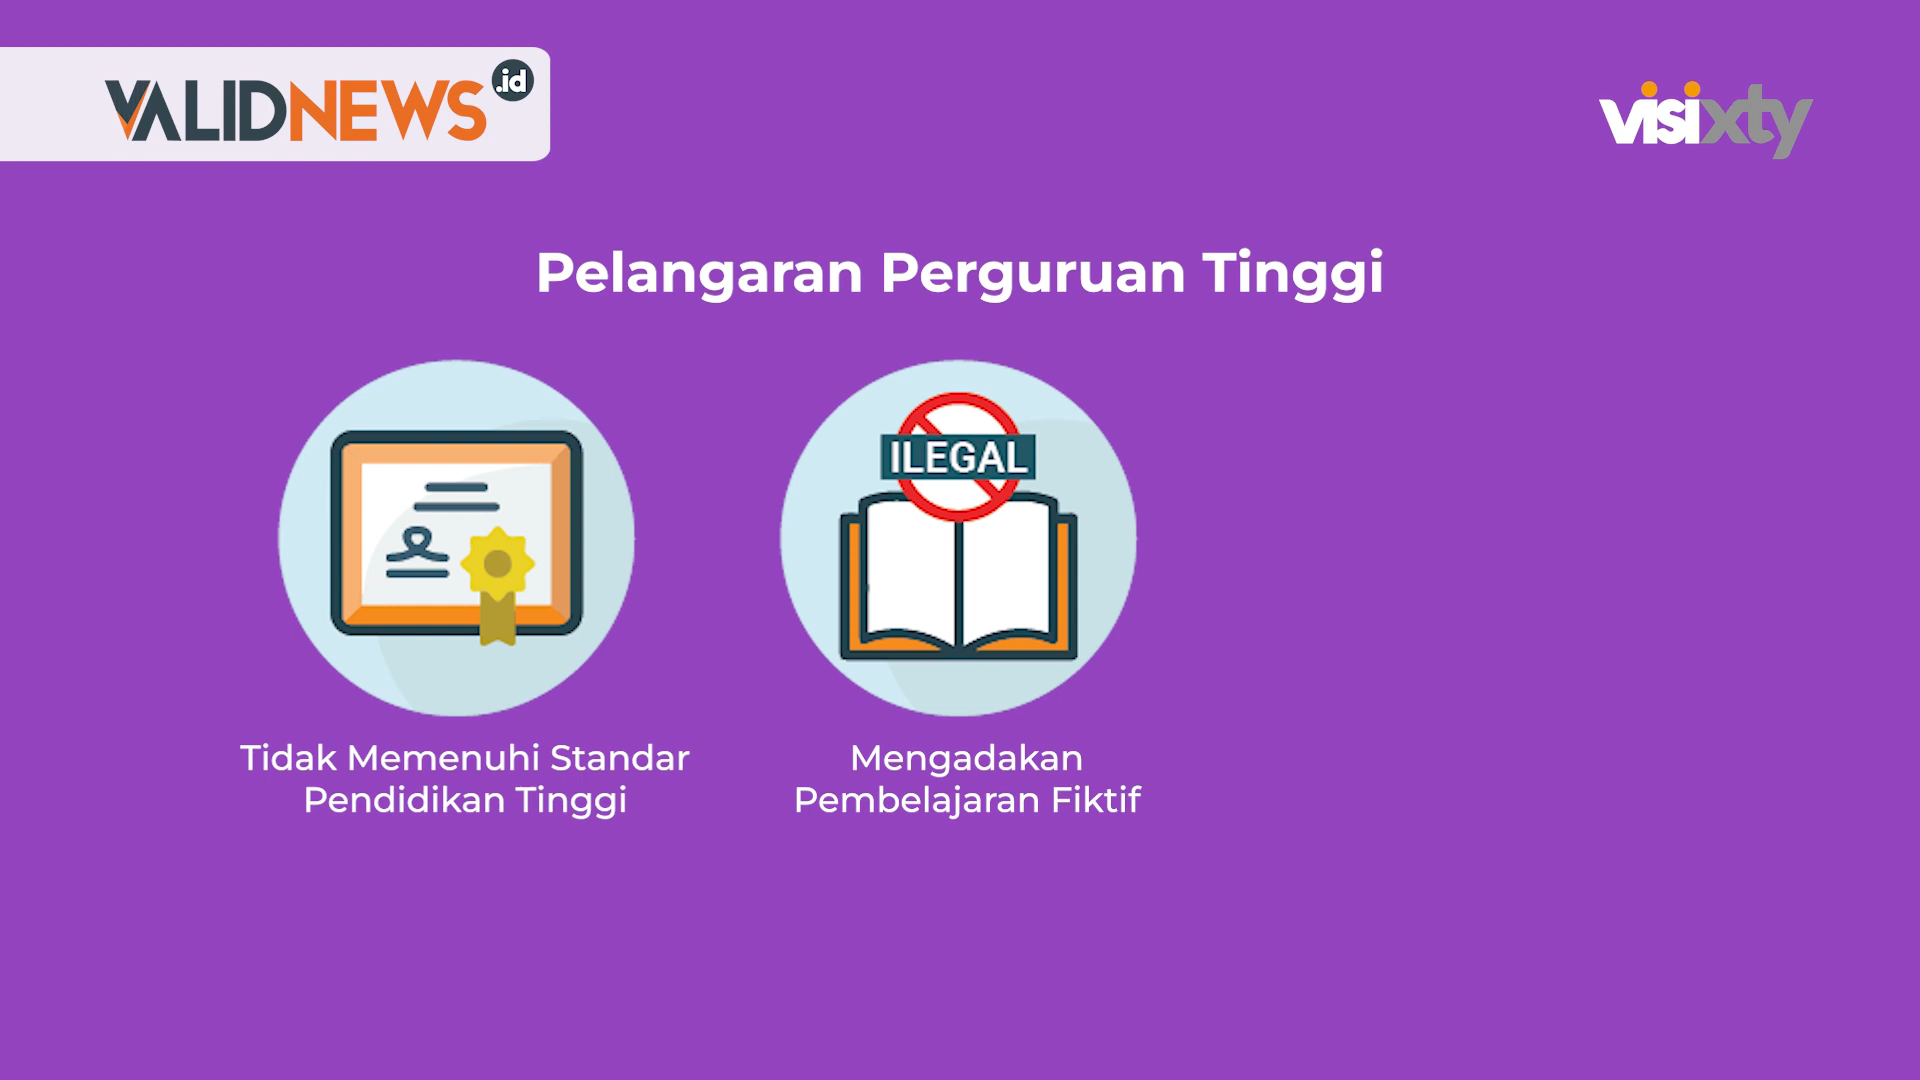 VALIDNEWS.id
visixty
Pelangaran Perguruan Tinggi
ILEGAL
Tidak Memenuhi Standar
Pendidikan Tinggi
Mengadakan
Pembelajaran Fiktif